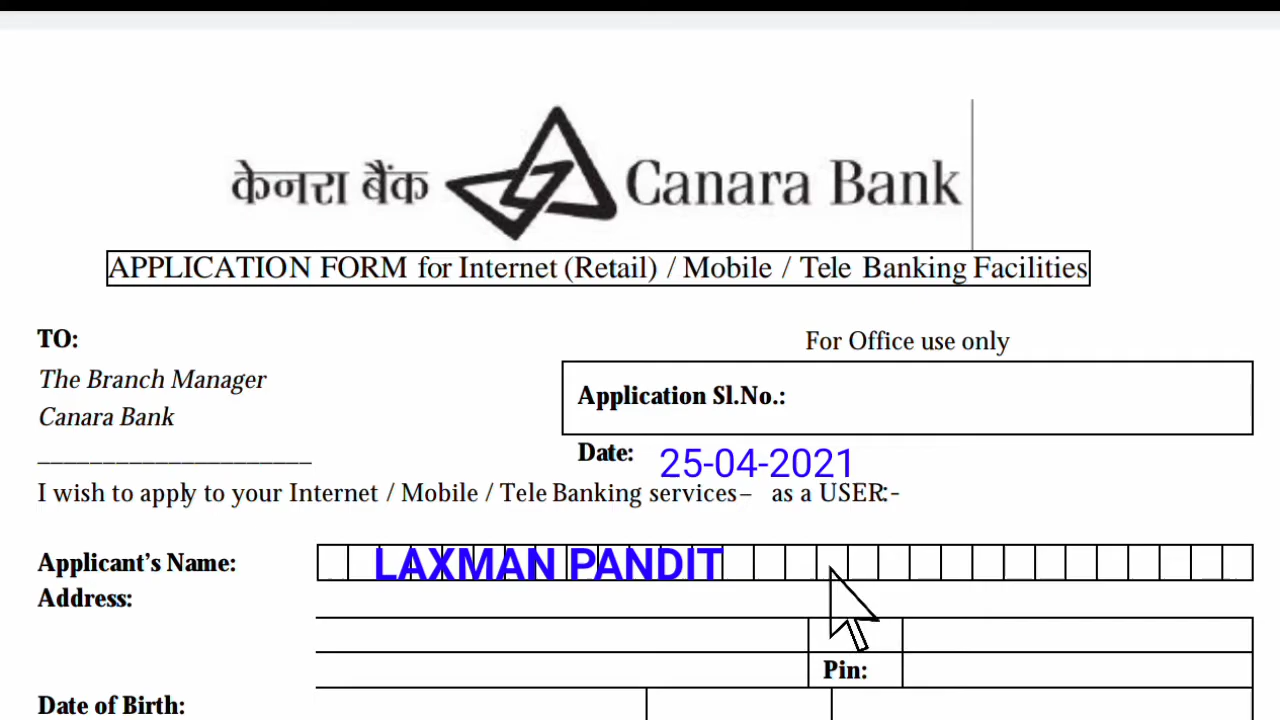 केनरा बैंक Canara Bank
APPLICATION FORM for Internet (Retail) / Mobile / Tele Banking Facilities
TO:
For Office use only
The Branch Manager
Canara Bank
Application Sl.No.:
Date: 25-04-2021
I wish to apply to your Internet / Mobile / Tele Banking services– as a USER:-
Applicant’s Name: LAXMAN PANDIT
Address:
Pin:
Date of Birth: